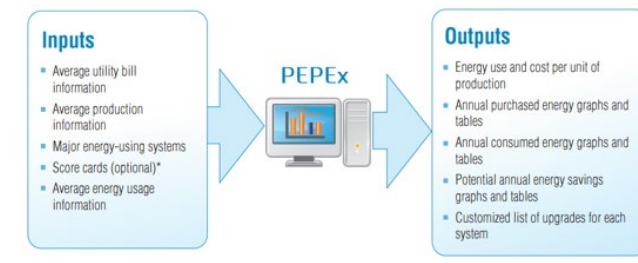 Inputs
▪ Average utility bill
information
▪ Average production
information
▪ Major energy-using systems
▪ Score cards (optional)*
▪ Average energy usage
information
PEPEx
Outputs
▪ Energy use and cost per unit of
production
▪ Annual purchased energy graphs and
tables
▪ Annual consumed energy graphs and
tables
▪ Potential annual energy savings
graphs and tables
▪ Customized list of upgrades for each
system